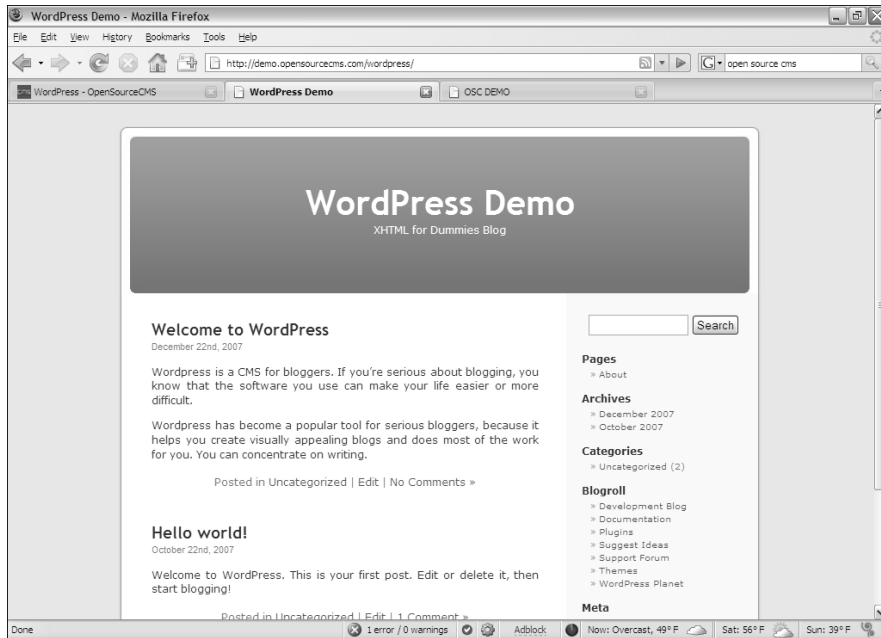 WordPress Demo - Mozilla Firefox
File Edit View History Bookmarks Tools Help
http://demo.opensourcecms.com/wordpress/
G open source cms
WordPress - OpenSourceCMS
WordPress Demo
OSC DEMO
WordPress Demo
XHTML for Dummies Blog
Welcome to WordPress
December 22nd, 2007
WordPress is a CMS for bloggers. If you're serious about blogging, you
know that the software you use can make your life easier or more
difficult.
Wordpress has become a popular tool for serious bloggers, because it
helps you create visually appealing blogs and does most of the work
for you. You can concentrate on writing.
Posted in Uncategorized | Edit | No Comments »
Hello world!
October 22nd, 2007
Welcome to WordPress. This is your first post. Edit or delete it, then
start blogging!
Posted in Uncategorized | Edit | 1 Comment »
Search
Pages
» About
Archives
» December 2007
» October 2007
Categories
» Uncategorized (2)
Blogroll
» Development Blog
» Documentation
» Plugins
» Suggest Ideas
» Support Forum
» Themes
» WordPress Planet
Meta
Done
1 error / 0 warnings
Adblock
Now: Overcast, 49° F
Sat: 56° F
Sun: 39° F